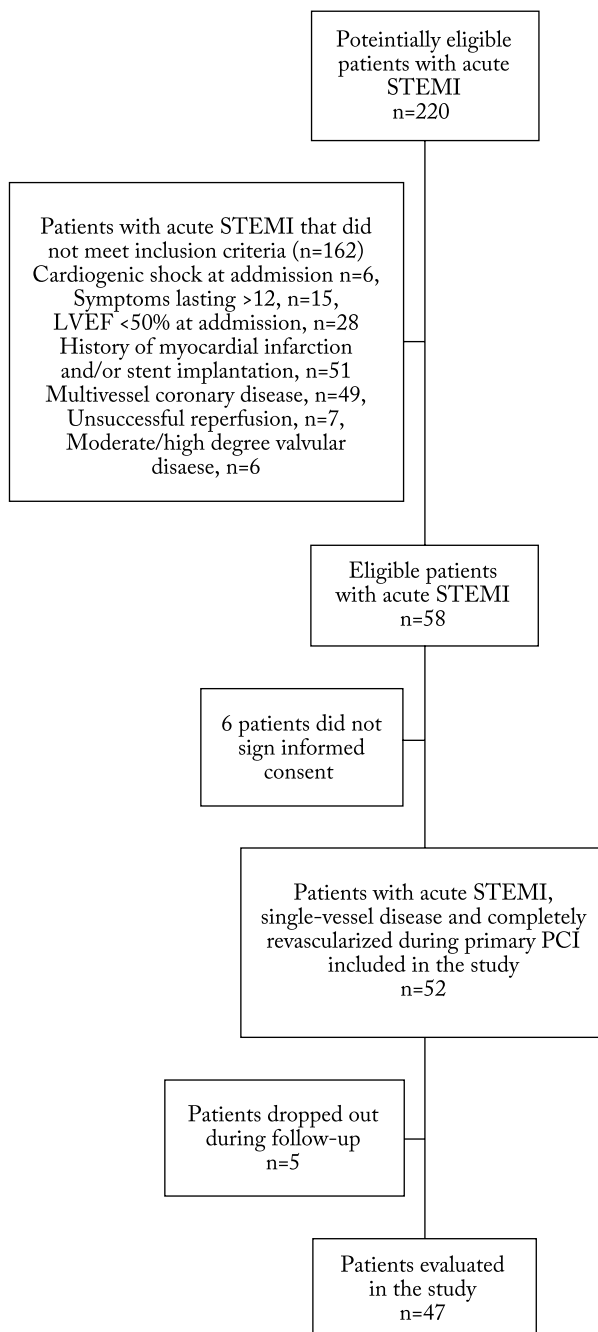 Poteintially eligible
patients with acute
STEMI
n=220
Patients with acute STEMI that did
not meet inclusion criteria (n=162)
Cardiogenic shock at addmission n=6,
Symptoms lasting >12, n=15,
LVEF <50% at addmission, n=28
History of myocardial infarction
and/or stent implantation, n=51
Multivessel coronary disease, n=49,
Unsuccessful reperfusion, n=7,
Moderate/high degree valvular
disaese, n=6
Eligible patients
with acute STEMI
n=58
6 patients did not
sign informed
consent
Patients with acute STEMI,
single-vessel disease and completely
revascularized during primary PCI
included in the study
n=52
Patients dropped out
during follow-up
n=5
Patients evaluated
in the study
n=47